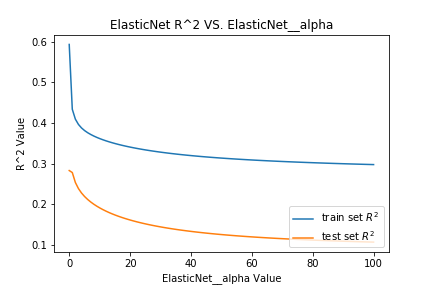 ElasticNet R^2 VS. ElasticNet__alpha
R^2 Value
0.6
0.5
0.4
0.3
0.2
0.1
train set R²
test set R²
0 20 40 60 80 100
ElasticNet__alpha Value